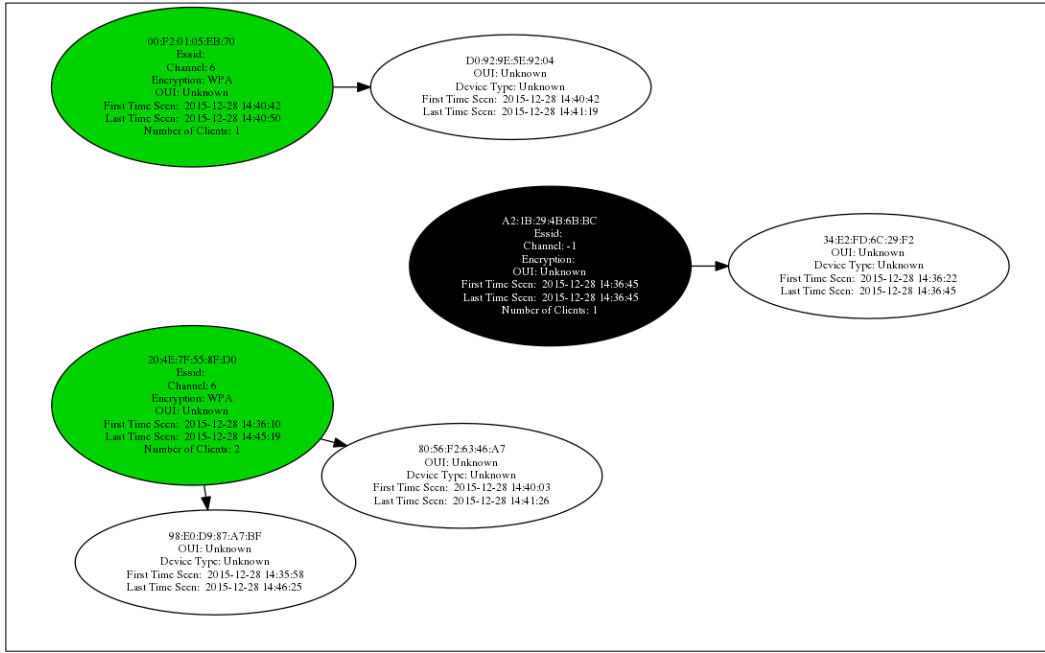 00:F2:01:05:EB:70
Essid:
Channel: 6
Encryption: WPA
OUI: Unknown
First Time Seen: 2015-12-28 14:40:42
Last Time Seen: 2015-12-28 14:40:50
Number of Clients: 1
D0:92:9E:5E:92:04
OUI: Unknown
Device Type: Unknown
First Time Seen: 2015-12-28 14:40:42
Last Time Seen: 2015-12-28 14:41:19
A2:1B:29:4B:6B:BC
Essid:
Channel: -1
Encryption:
OUI: Unknown
First Time Seen: 2015-12-28 14:36:45
Last Time Seen: 2015-12-28 14:36:45
Number of Clients: 1
34:E2:FD:6C:29:F2
OUI: Unknown
Device Type: Unknown
First Time Seen: 2015-12-28 14:36:22
Last Time Seen: 2015-12-28 14:36:45
20:4E:7F:55:8F:D0
Essid:
Channel: 6
Encryption: WPA
OUI: Unknown
First Time Seen: 2015-12-28 14:36:10
Last Time Seen: 2015-12-28 14:45:19
Number of Clients: 2
80:56:F2:63:46:A7
OUI: Unknown
Device Type: Unknown
First Time Seen: 2015-12-28 14:40:03
Last Time Seen: 2015-12-28 14:41:26
98:E0:D9:87:A7:BF
OUI: Unknown
Device Type: Unknown
First Time Seen: 2015-12-28 14:35:58
Last Time Seen: 2015-12-28 14:46:25